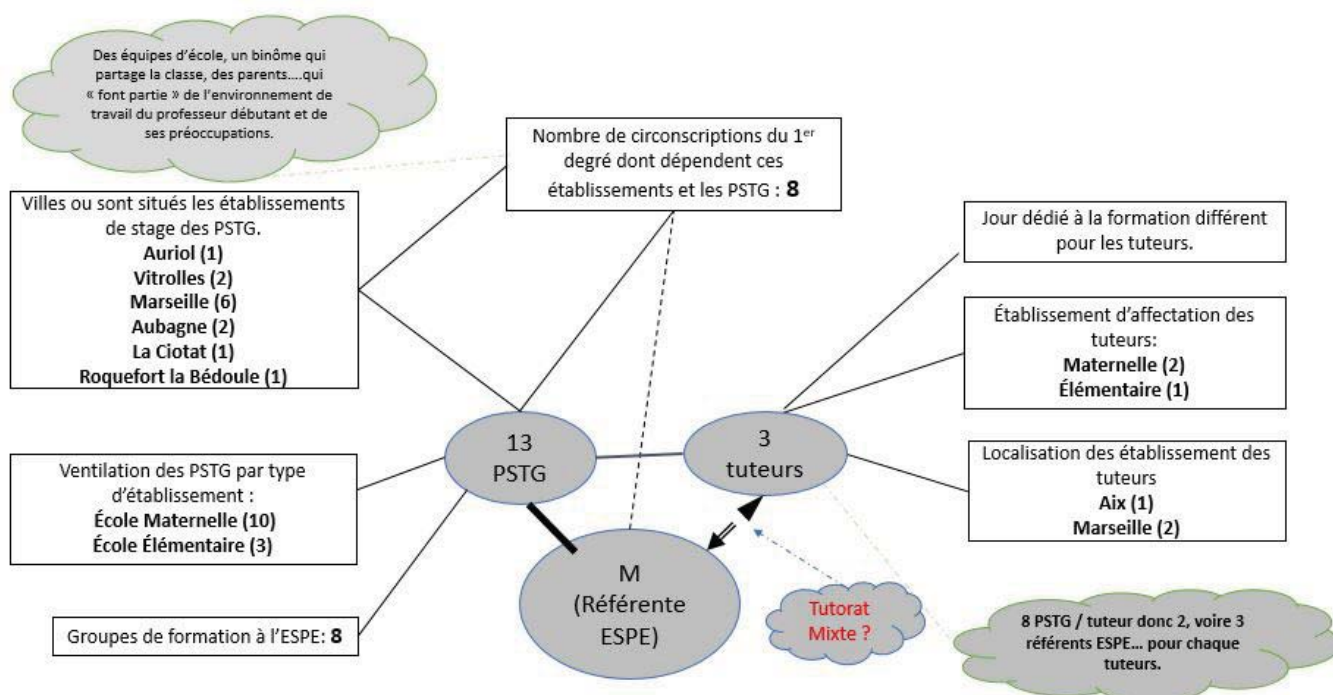 Des équipes d’école, un binôme qui
partage la classe, des parents....qui
« font partie » de l’environnement de
travail du professeur débutant et de
ses préoccupations.
Nombre de circonscriptions du 1er
degré dont dépendent ces
établissements et les PSTG : 8
Villes ou sont situés les établissements
de stage des PSTG.
Auriol (1)
Vitrolles (2)
Marseille (6)
Aubagne (2)
La Ciotat (1)
Roquefort la Bédoule (1)
Jour dédié à la formation différent
pour les tuteurs.
Établissement d’affectation des
tuteurs:
Maternelle (2)
Élémentaire (1)
13
PSTG
3
tuteurs
Ventilation des PSTG par type
d’établissement :
École Maternelle (10)
École Élémentaire (3)
Localisation des établissement des
tuteurs
Aix (1)
Marseille (2)
M
(Référente
ESPE)
Tutorat
Mixte ?
Groupes de formation à l’ESPE: 8
8 PSTG / tuteur donc 2, voire 3
référents ESPE... pour chaque
tuteurs.